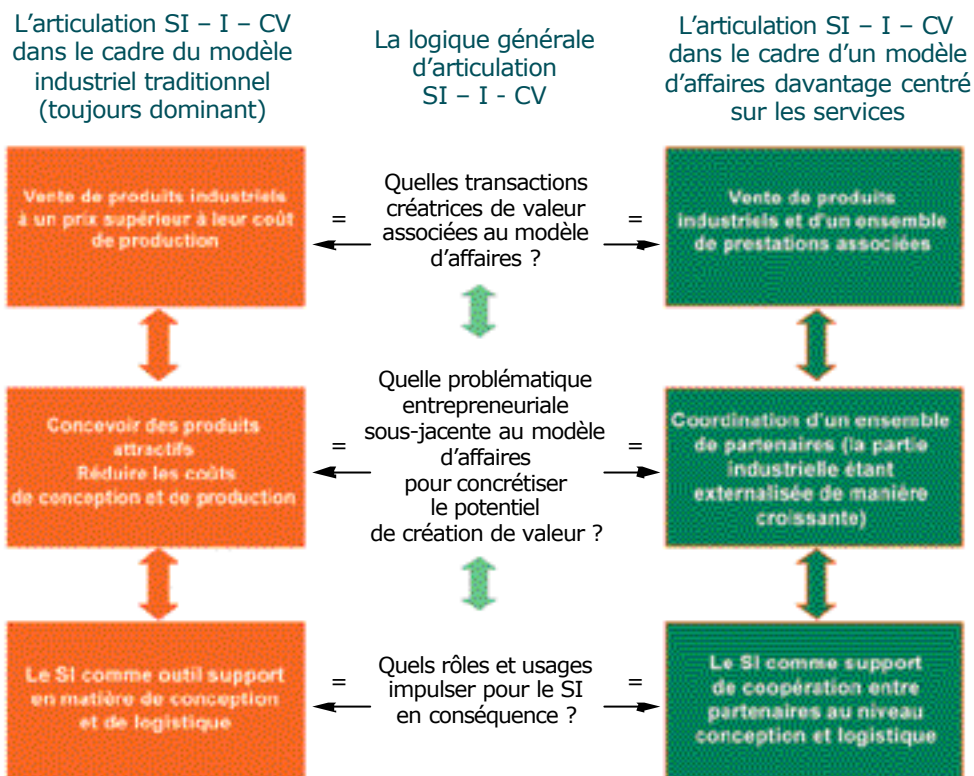 L'articulation SI – I – CV
dans le cadre du modèle
industriel traditionnel
(toujours dominant)
La logique générale
d'articulation
SI – I - CV
L'articulation SI – I – CV
dans le cadre d'un modèle
d'affaires davantage centré
sur les services
Vente de produits industriels
à un prix supérieur à leur coût
de production
=
Quelles transactions
créatrices de valeur
associées au modèle
d'affaires ?
=
Vente de produits
industriels et d'un ensemble
de prestations associées
Concevoir des produits
attractifs
Réduire les coûts
de conception et de production
=
Quelle problématique
entrepreneuriale
sous-jacente au modèle
d'affaires
pour concrétiser
le potentiel
de création de valeur ?
=
Coordination d'un ensemble
de partenaires (la partie
industrielle étant
externalisée de manière
croissante)
Le SI comme outil support
en matière de conception
et de logistique
=
Quels rôles et usages
impulser pour le SI
en conséquence ?
=
Le SI comme support
de coopération entre
partenaires au niveau
conception et logistique